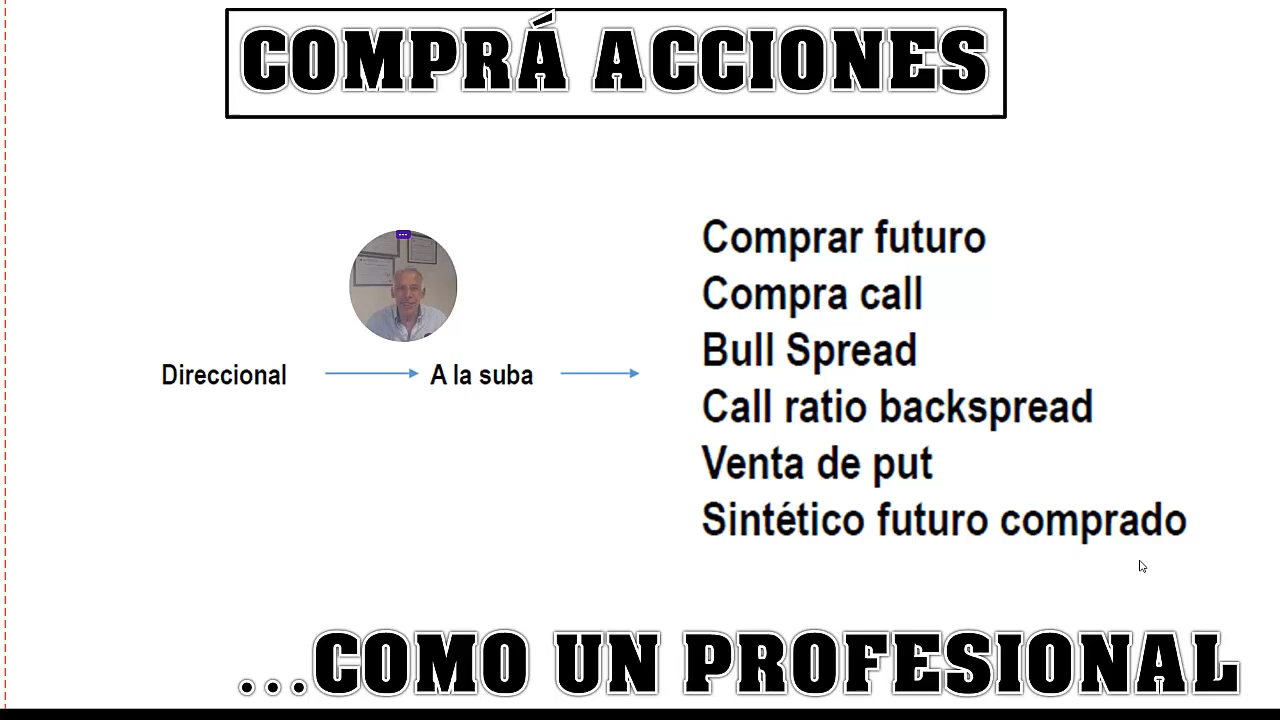 COMPRÁ ACCIONES
Direccional
A la suba
Comprar futuro
Compra call
Bull Spread
Call ratio backspread
Venta de put
Sintético futuro comprado
...COMO UN PROFESIONAL